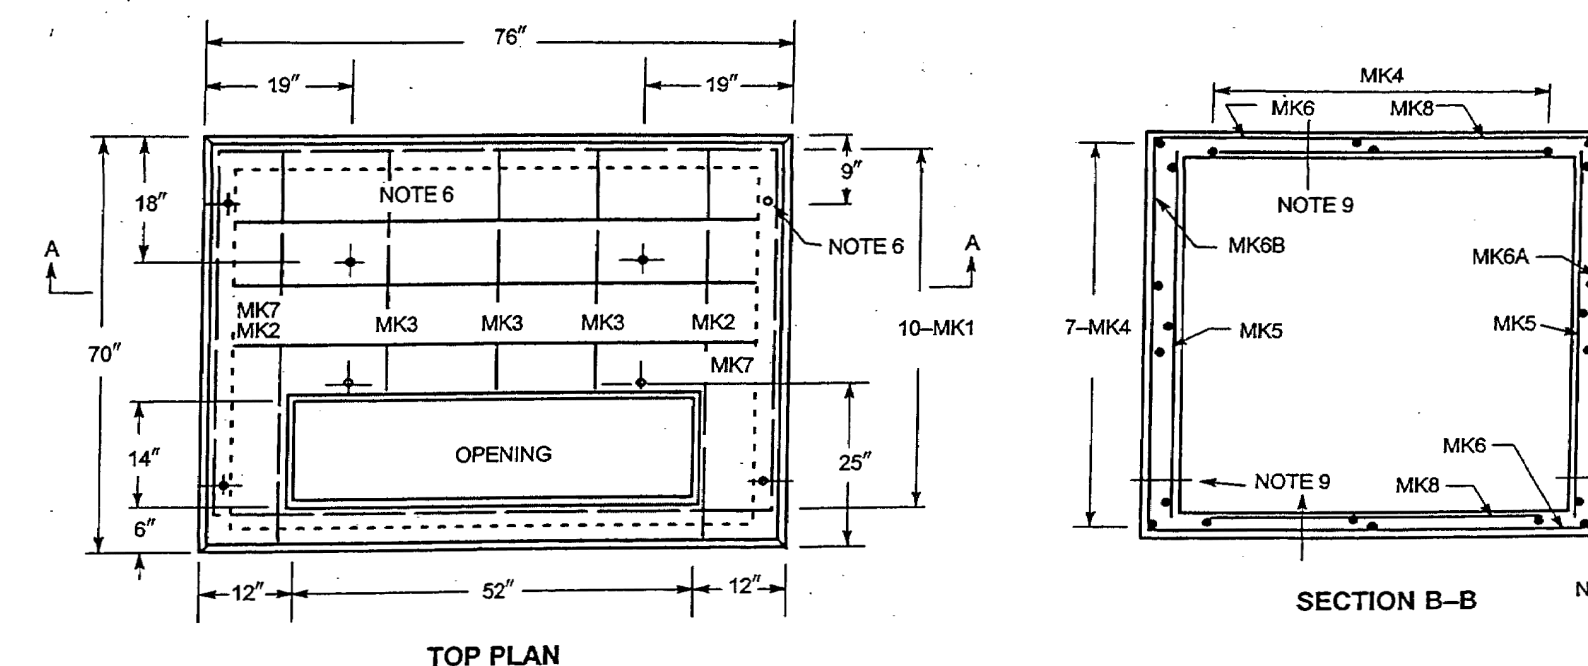 76″
19″
19″
18″
9″
NOTE 6
NOTE 6
A
A
MK7
MK2
MK3
MK3
MK3
MK2
10–MK1
70″
MK7
14″
OPENING
25″
6″
12″
52″
12″
TOP PLAN
MK4
MK6
MK8
NOTE 9
MK6B
MK6A
7–MK4
MK5
MK5
MK6
NOTE 9
MK8
SECTION B–B
N